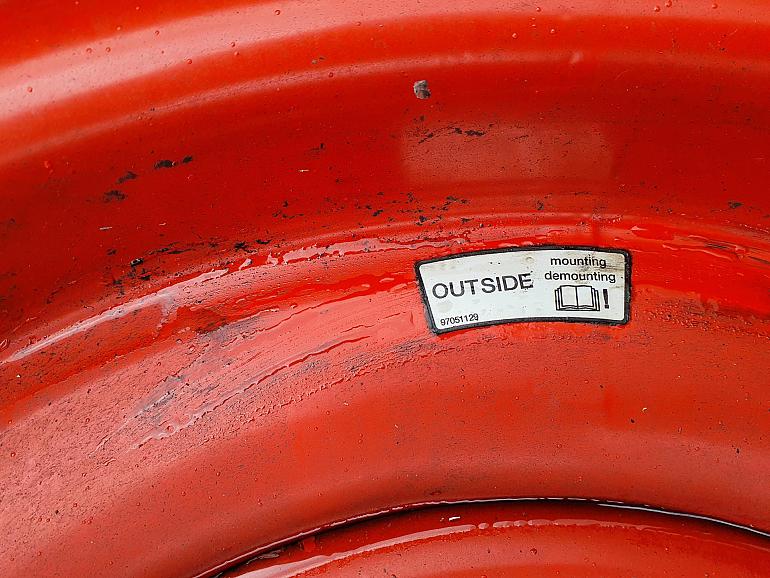 OUTSIDE
mounting
demounting
!
97051129